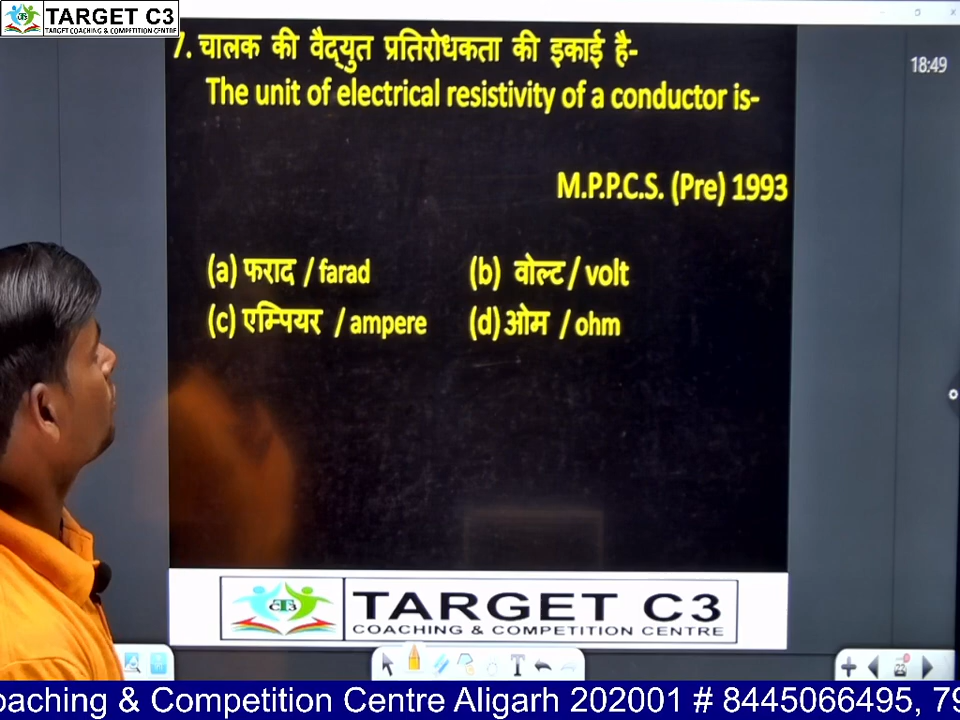 TARGET C3
TARGET COACHING & COMPETITION CENTRE
18:49
7. चालक की वैद्युत प्रतिरोधकता की इकाई है-
The unit of electrical resistivity of a conductor is-
M.P.P.C.S. (Pre) 1993
(a) फराद / farad (b) वोल्ट / volt
(c) एम्पियर / ampere (d) ओम / ohm
TARGET C3
COACHING & COMPETITION CENTRE
oaching & Competition Centre Aligarh 202001 # 8445066495, 79